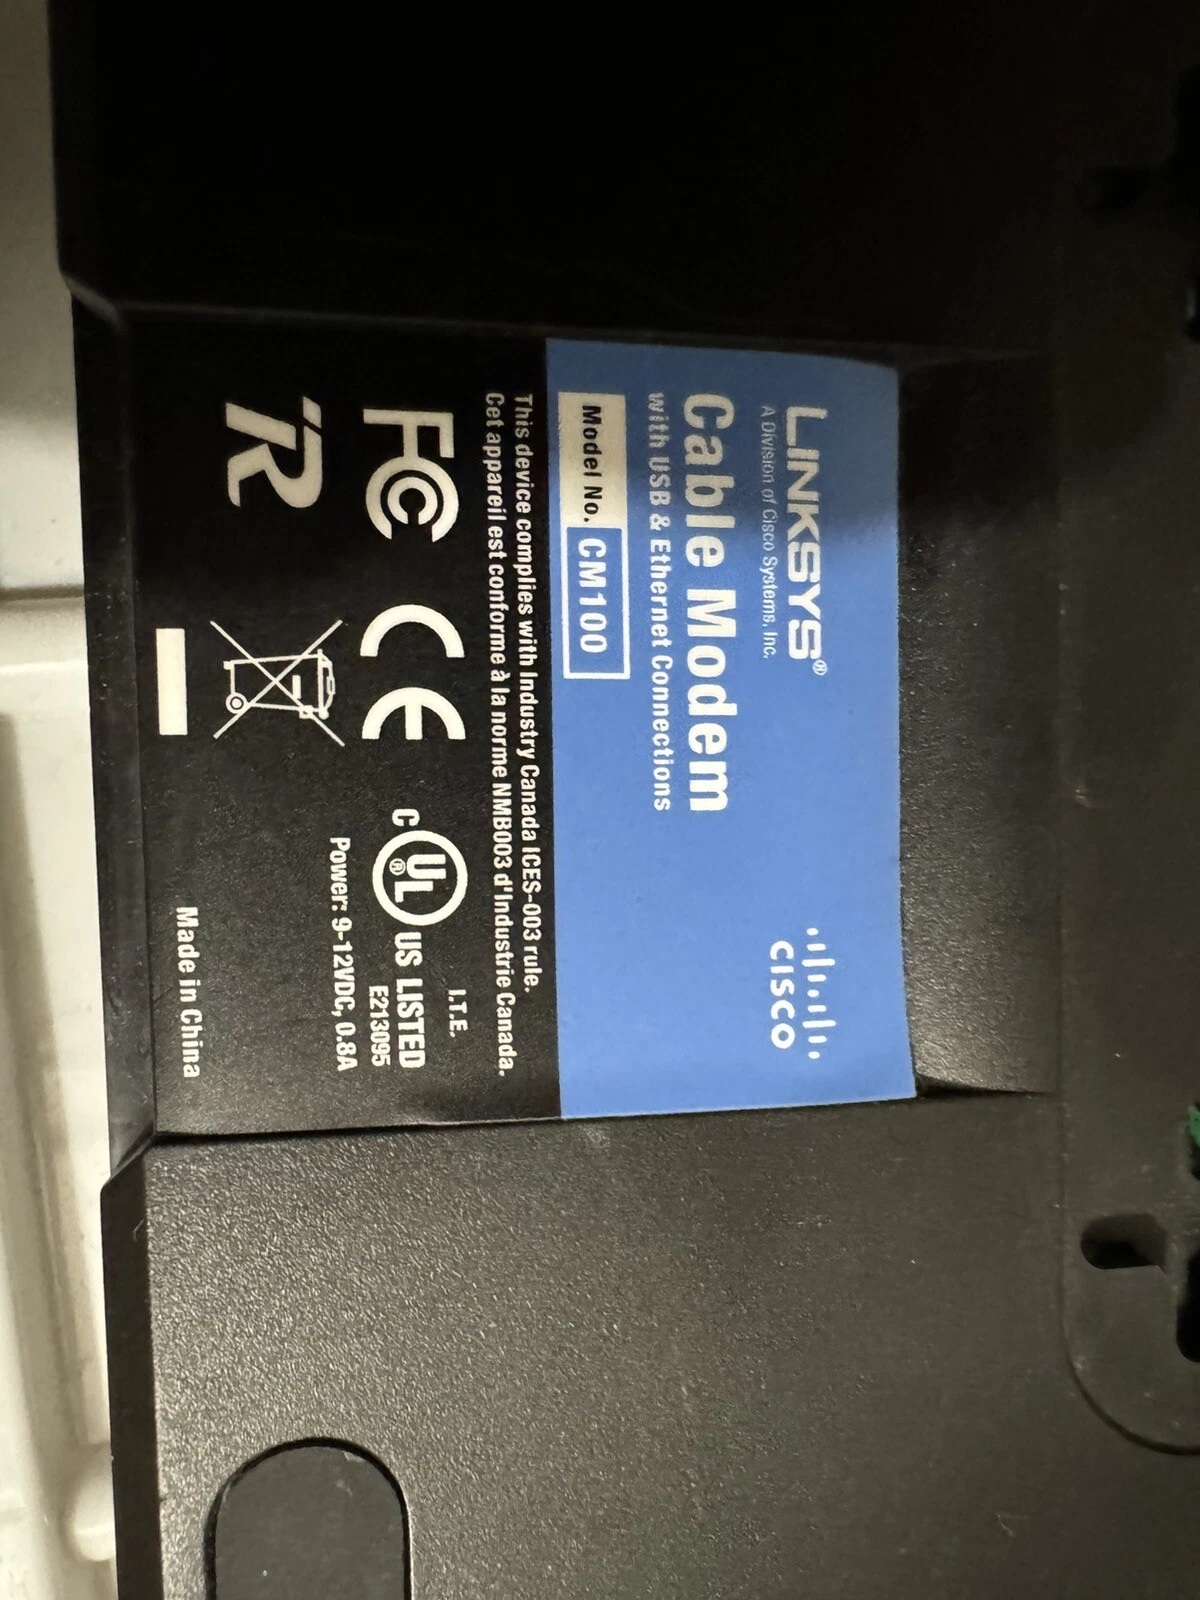 LINKSYS®
A Division of Cisco Systems, Inc.
CISCO
Cable Modem
with USB & Ethernet Connections
Model No. CM100
This device complies with Industry Canada ICES-003 rule.
Cet appareil est conforme à la norme NMB003 d'Industrie Canada.
FC CE C UL® US LISTED
I.T.E.
E213095
Power: 9-12VDC, 0.8A
Made in China